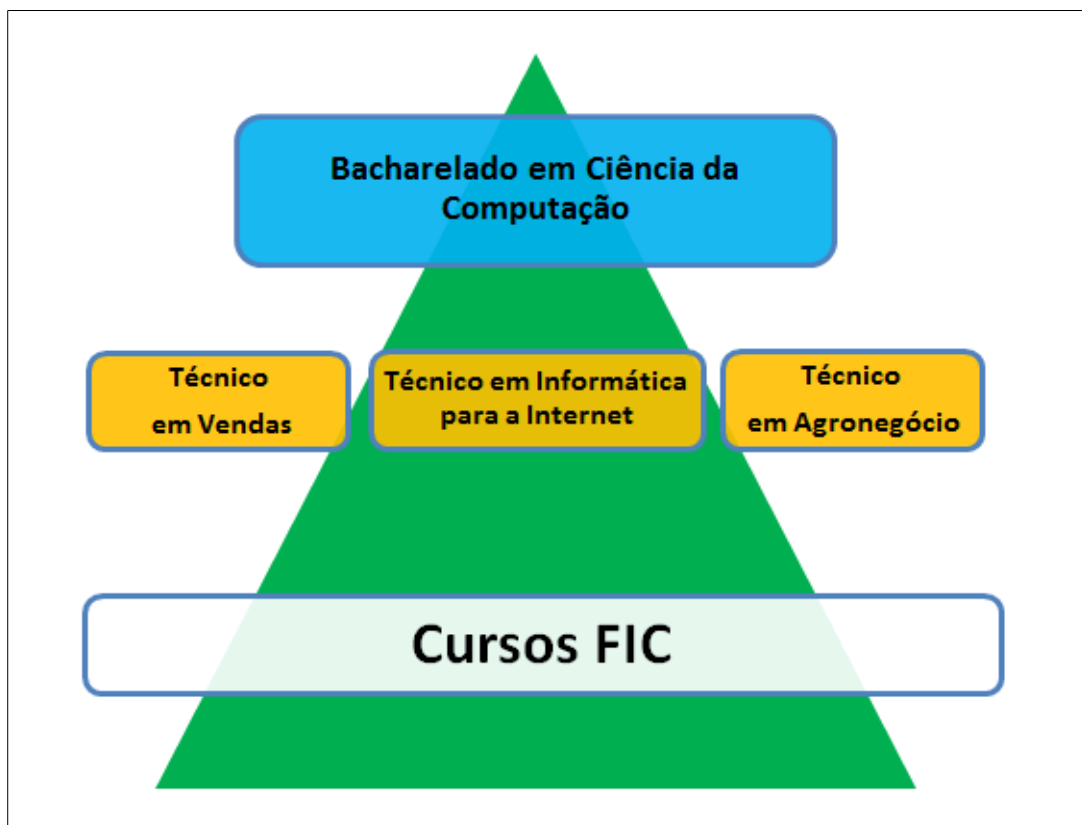 Bacharelado em Ciência da
Computação
Técnico
em Vendas
Técnico em Informática
para a Internet
Técnico
em Agronegócio
Cursos FIC